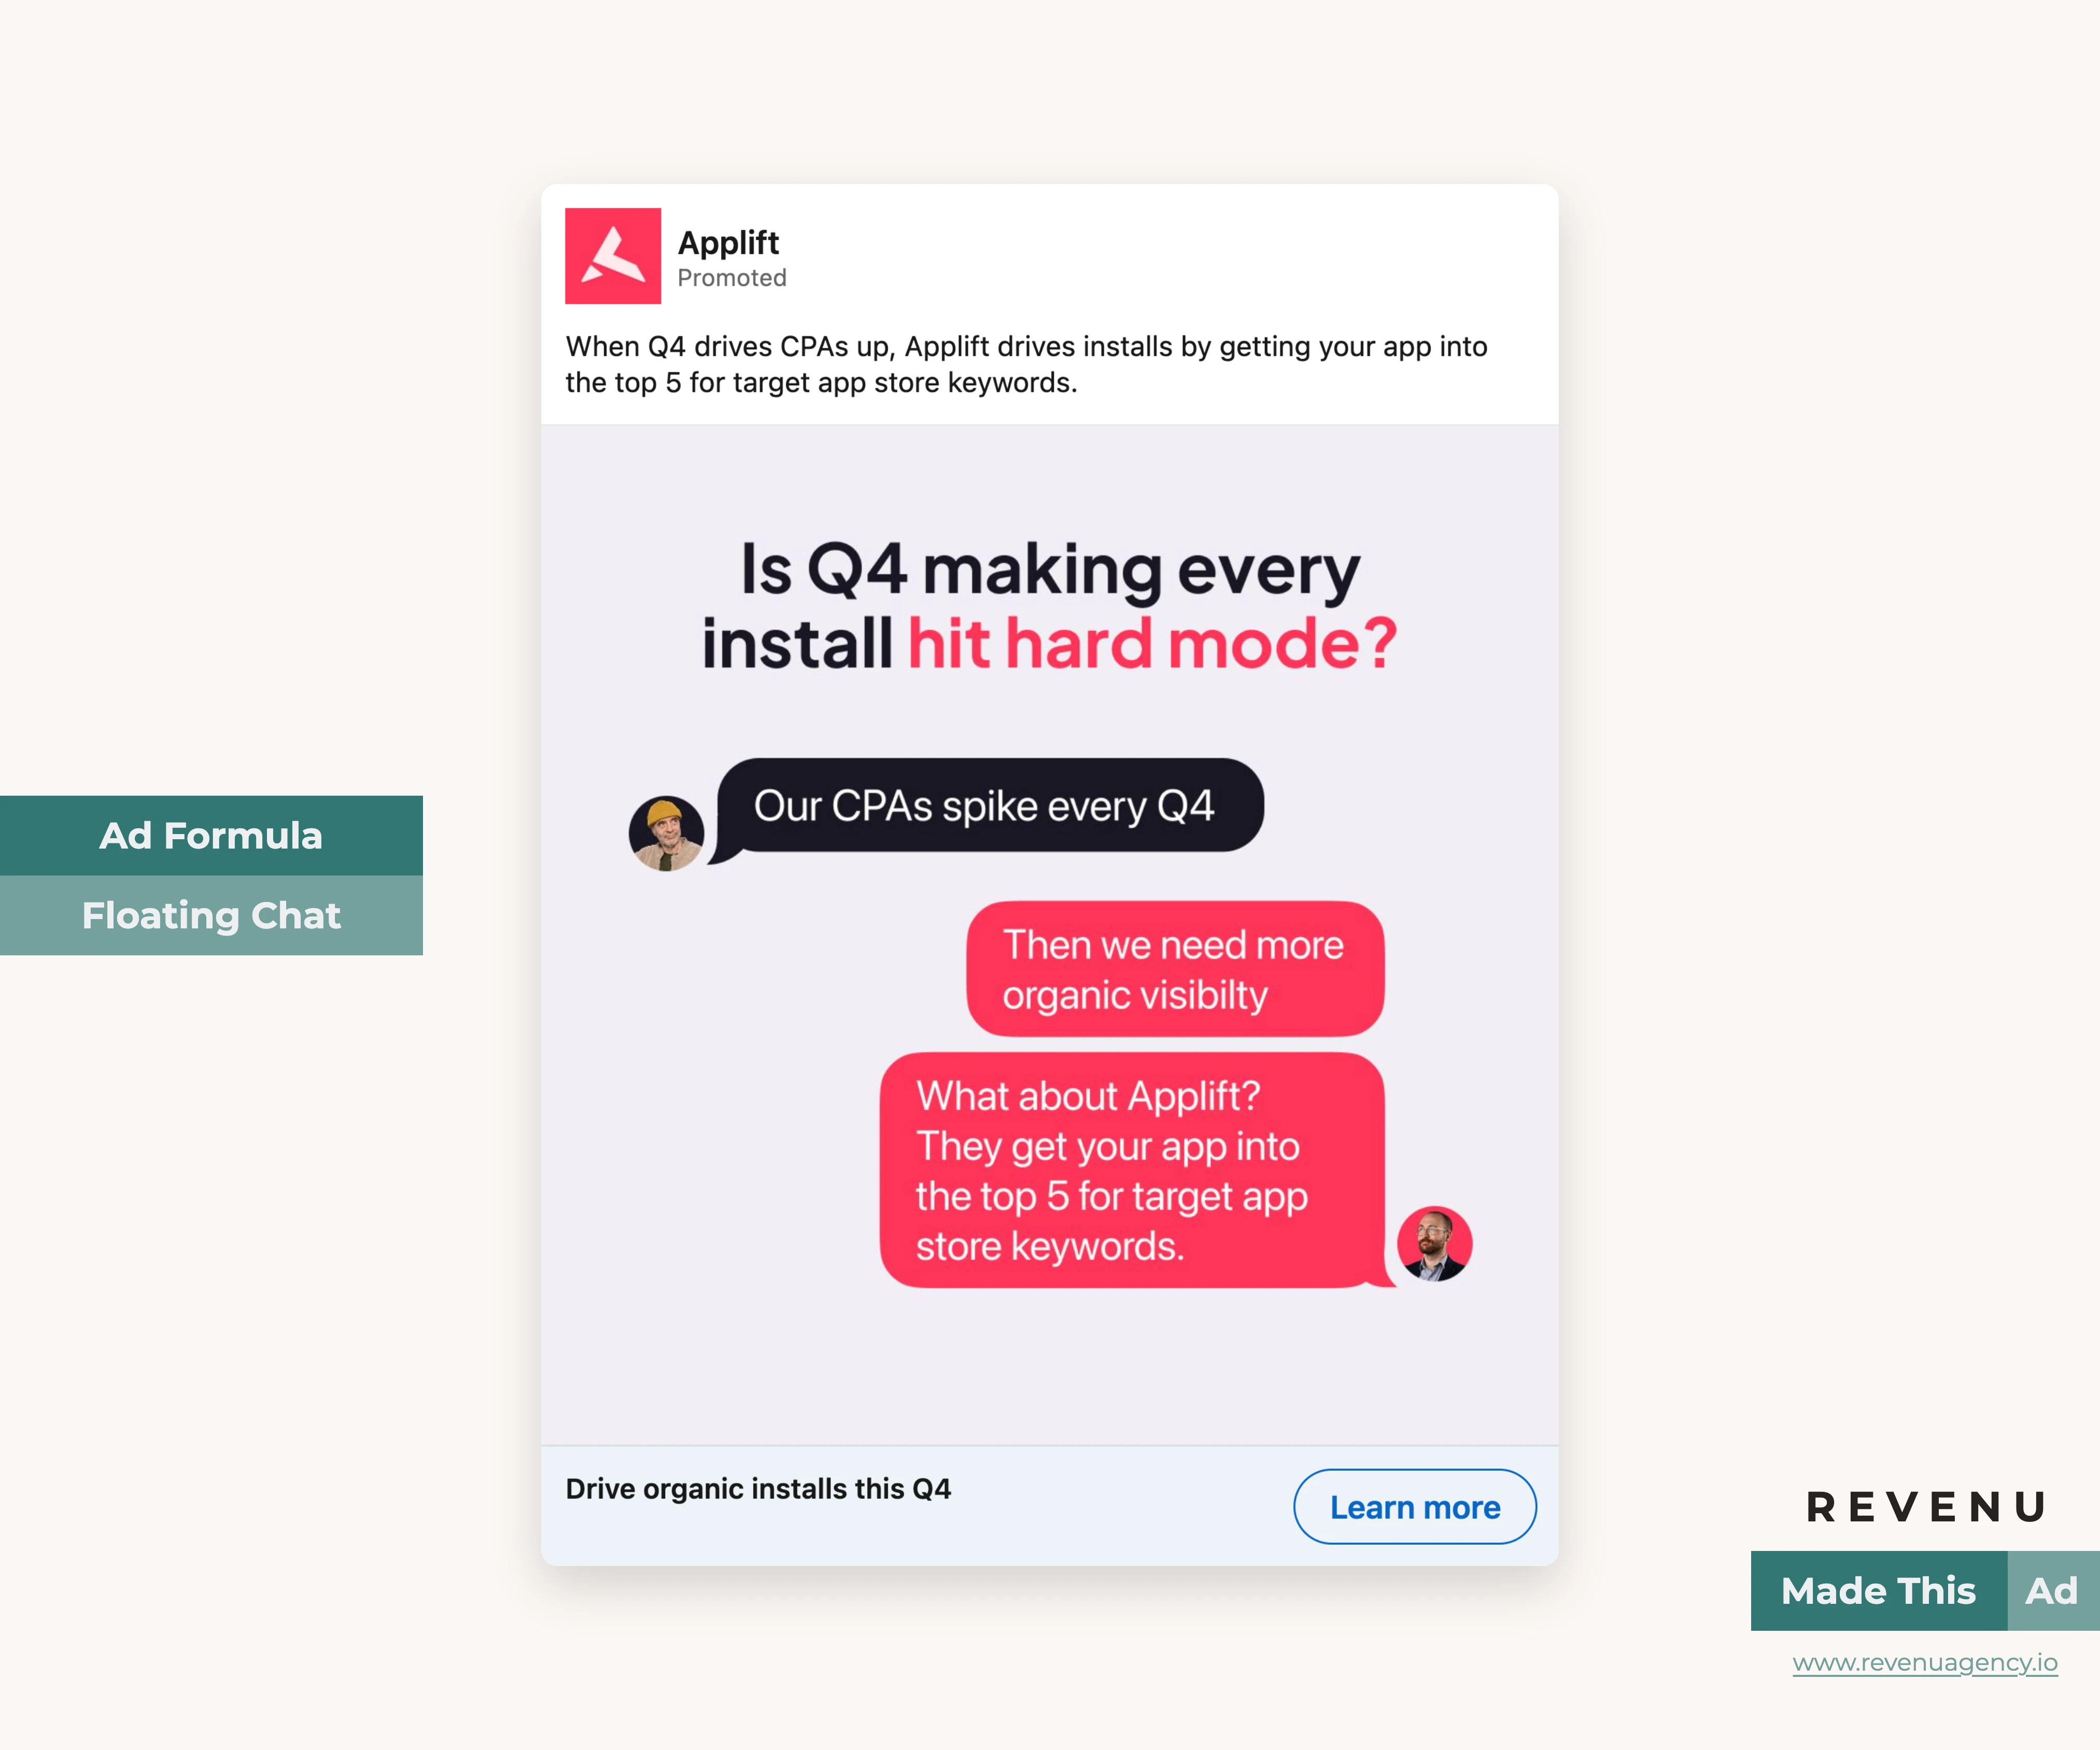 Applift
Promoted
When Q4 drives CPAs up, Applift drives installs by getting your app into
the top 5 for target app store keywords.
Is Q4 making every
install hit hard mode?
Our CPAs spike every Q4
Then we need more
organic visibilty
What about Applift?
They get your app into
the top 5 for target app
store keywords.
Drive organic installs this Q4
Learn more
Ad Formula
Floating Chat
REVENU
Made This Ad
www.revenuagency.io